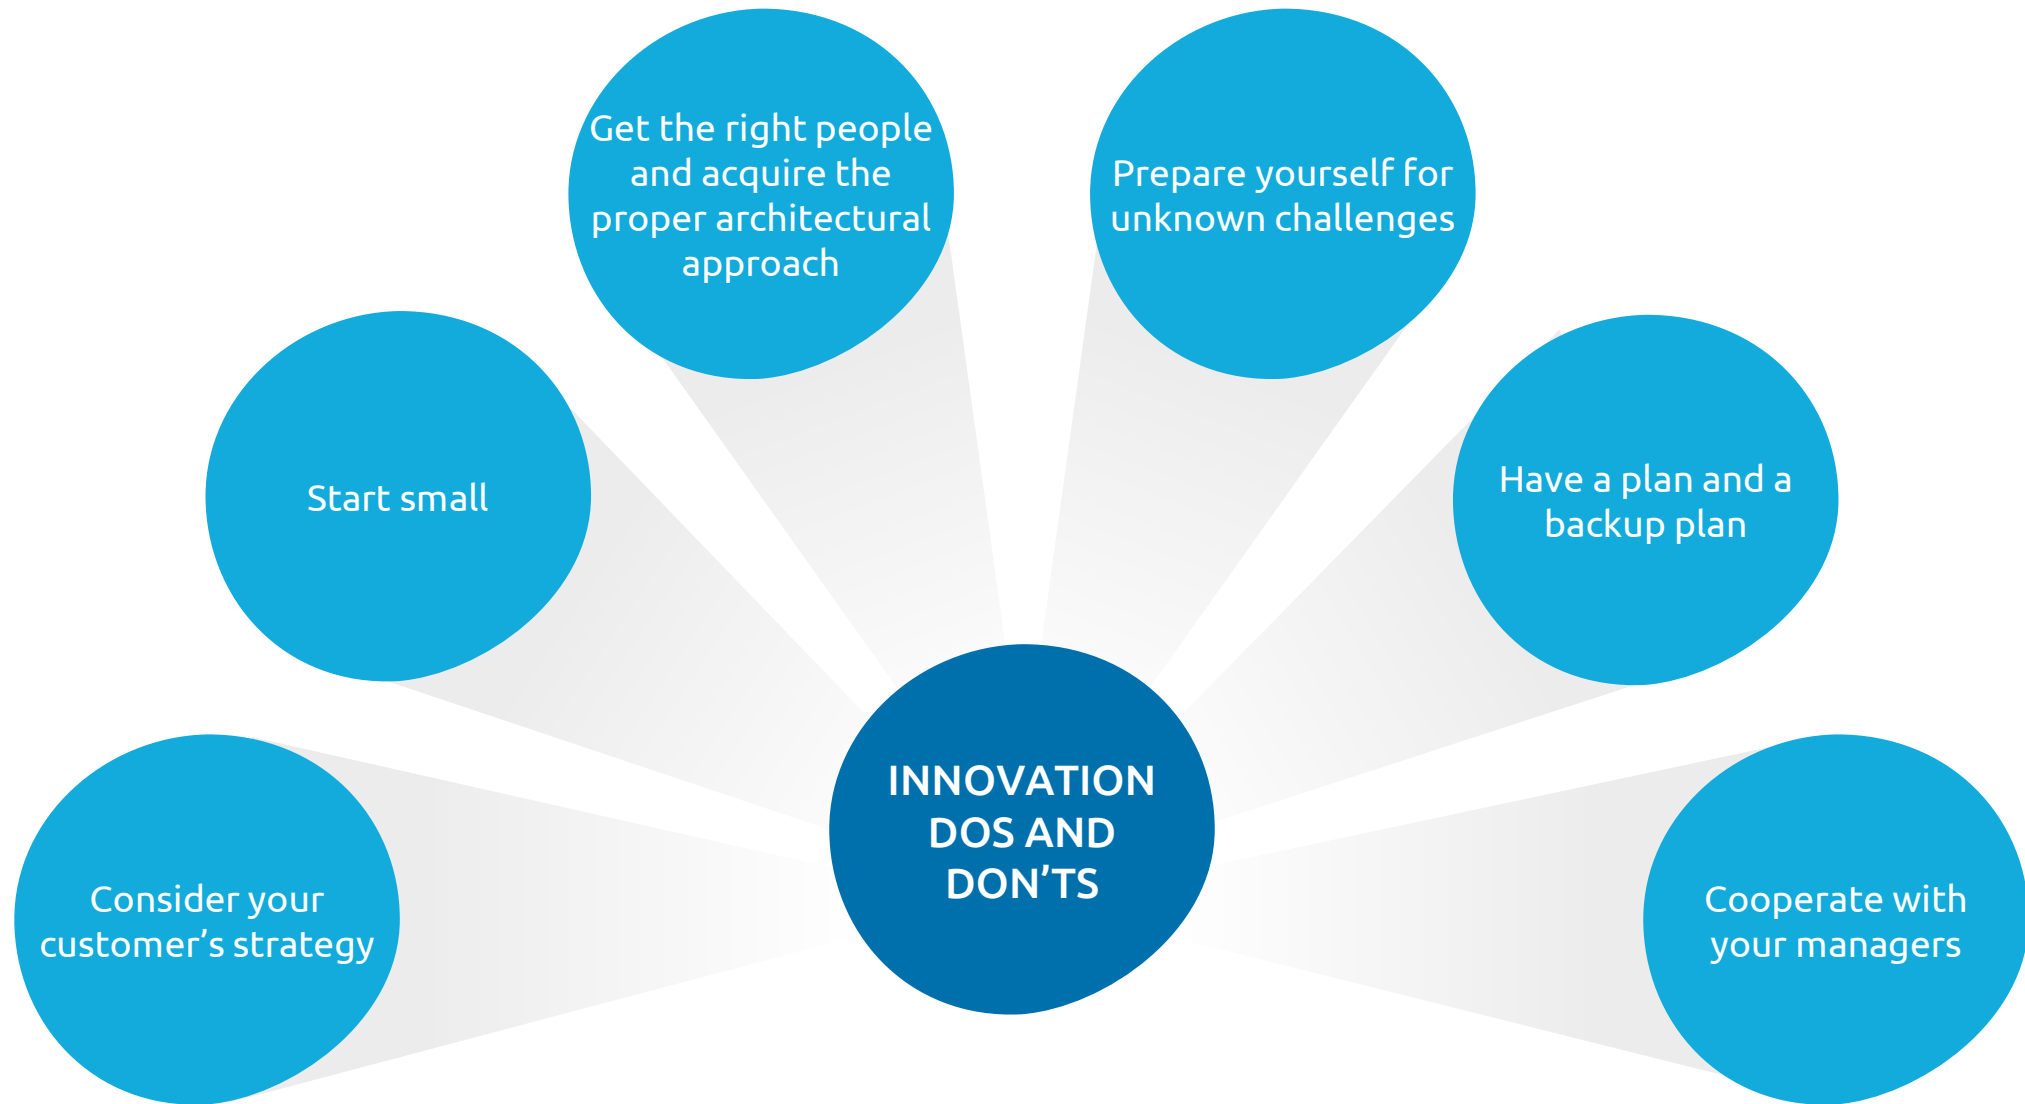 Get the right people
and acquire the
proper architectural
approach
Prepare yourself for
unknown challenges
Start small
Have a plan and a
backup plan
INNOVATION
DOS AND
DON’TS
Consider your
customer’s strategy
Cooperate with
your managers